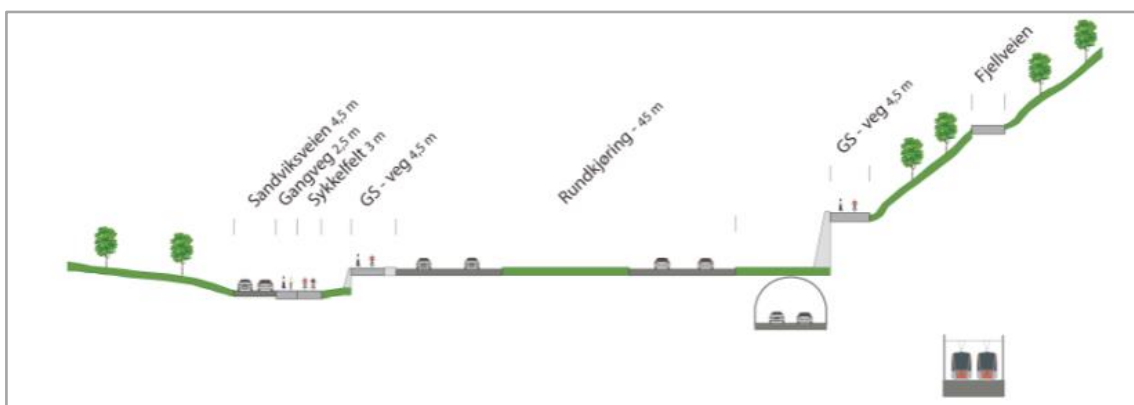 Sandviksveien 4,5 m
Gangveg 2,5 m
Sykkelfelt 3 m
GS - veg 4,5 m
Rundkjøring - 45 m
GS - veg 4,5 m
Fjellveien